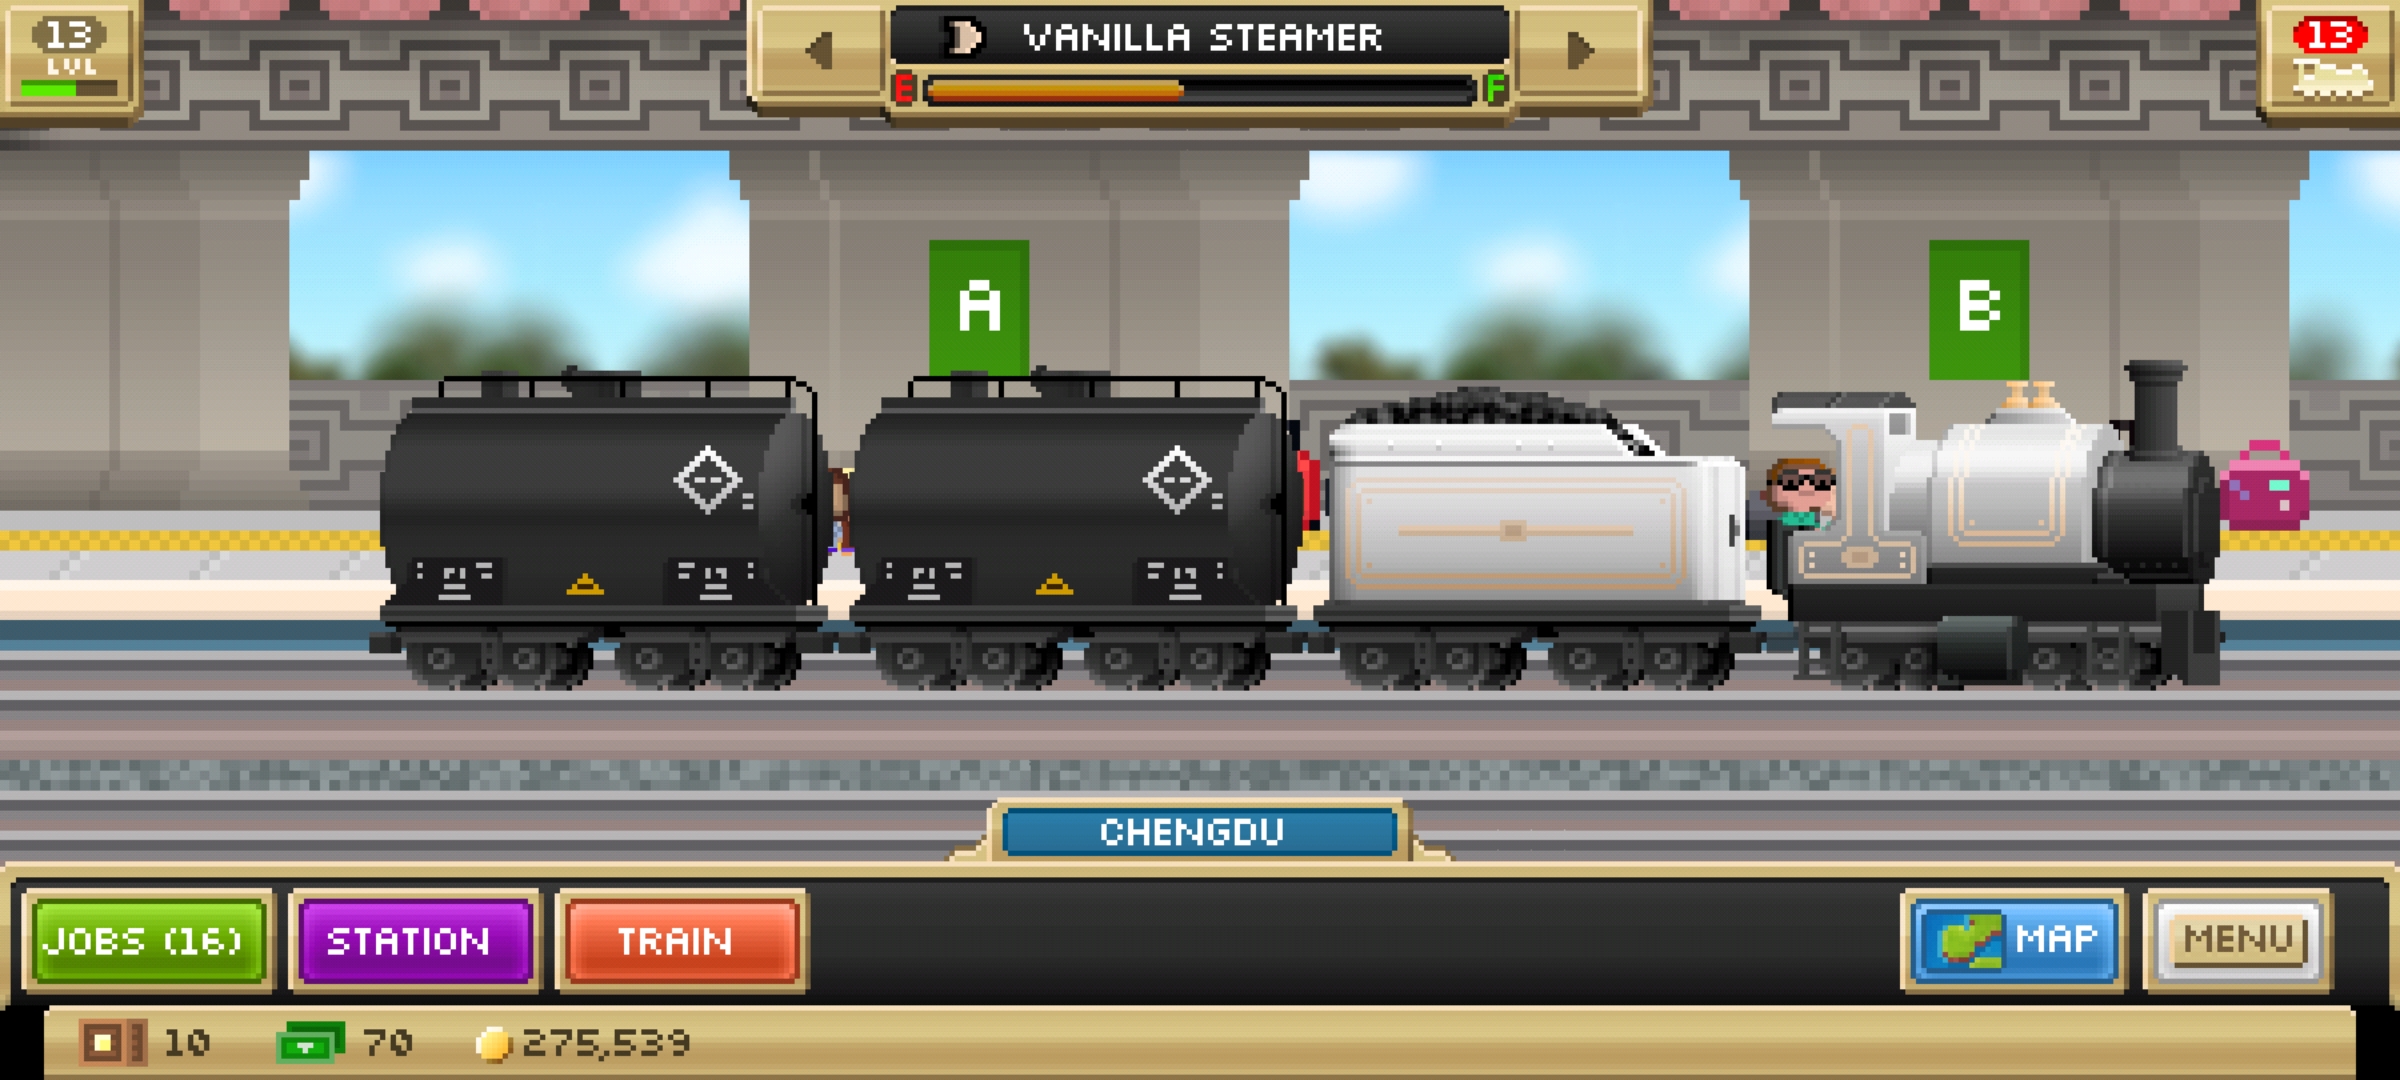 13
LVL
VANILLA STEAMER
E F
13
A
B
CHENGDU
JOBS (16)
STATION
TRAIN
MAP
MENU
10
70
275,539